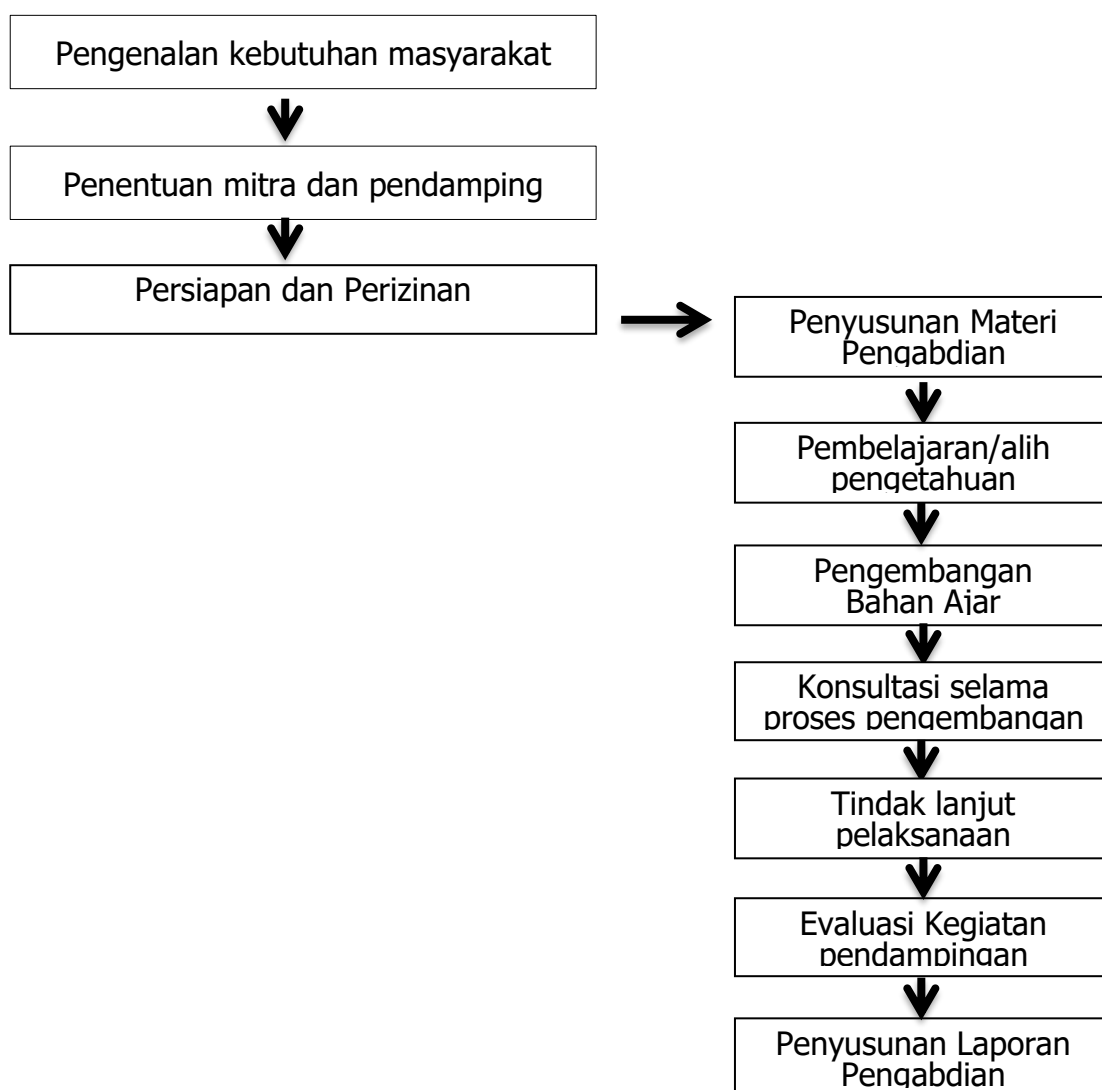 Pengenalan kebutuhan masyarakat
Penentuan mitra dan pendamping
Persiapan dan Perizinan
Penyusunan Materi
Pengabdian
Pembelajaran/alih
pengetahuan
Pengembangan
Bahan Ajar
Konsultasi selama
proses pengembangan
Tindak lanjut
pelaksanaan
Evaluasi Kegiatan
pendampingan
Penyusunan Laporan
Pengabdian